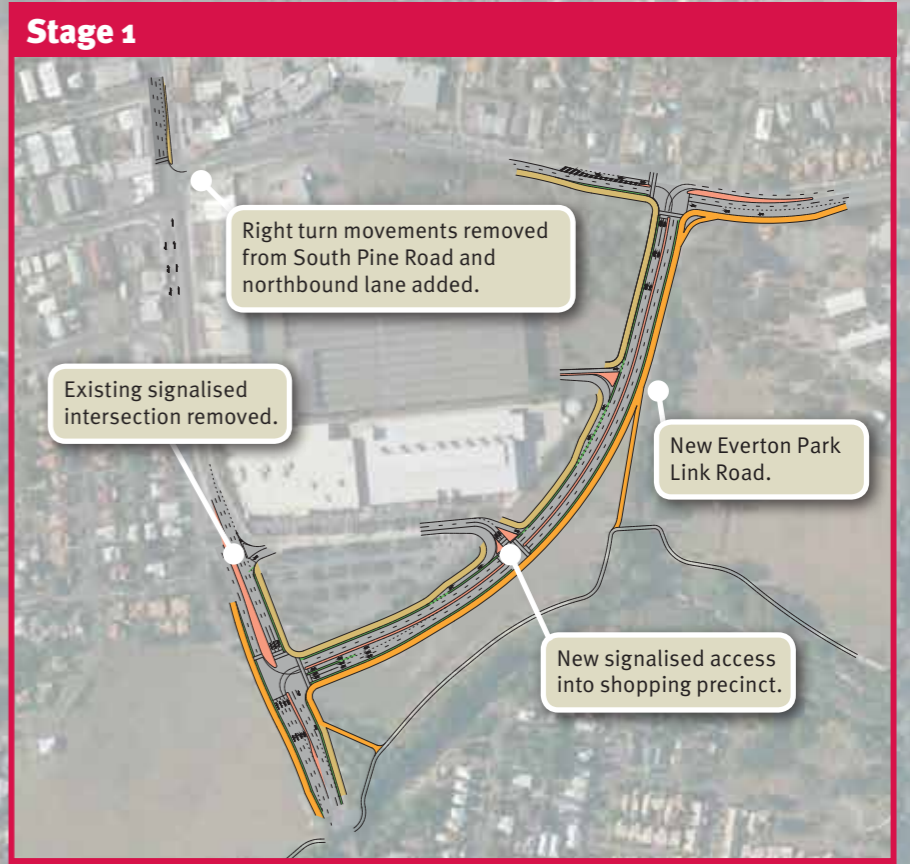 Stage 1
Right turn movements removed
from South Pine Road and
northbound lane added.
Existing signalised
intersection removed.
New Everton Park
Link Road.
New signalised access
into shopping precinct.